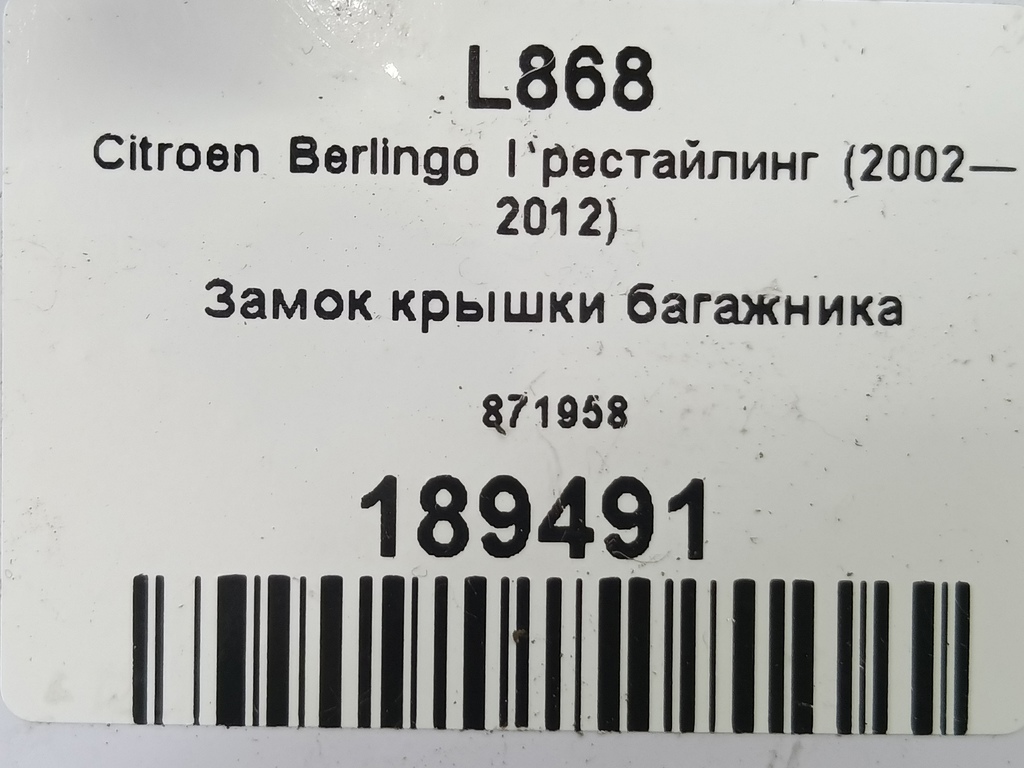 L868
Citroen Berlingo I рестайлинг (2002—
2012)
Замок крышки багажника
871958
189491